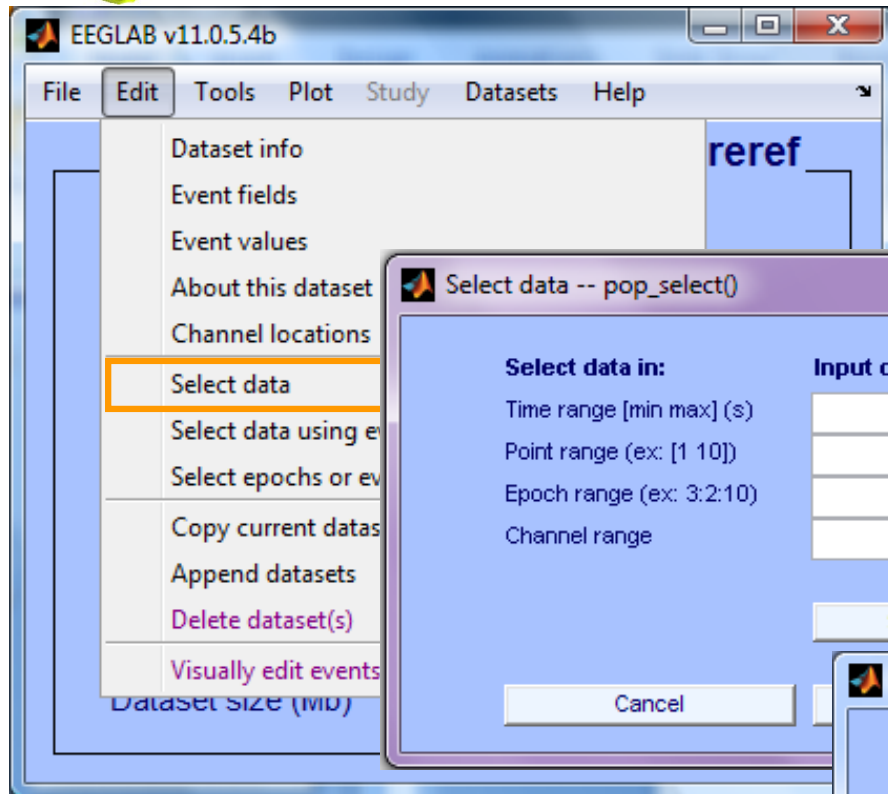 EEGLAB v11.0.5.4b
File Edit Tools Plot Study Datasets Help
reref
Dataset info
Event fields
Event values
About this dataset
Channel locations
Select data
Select data using
Select epochs or
Copy current
Append datasets
Delete dataset(s)
Visually edit events
Dataset size (Mb)
Select data -- pop_select()
Select data in: Input
Time range [min max] (s)
Point range (ex: [1 10])
Epoch range (ex: 3:2:10)
Channel range
Cancel